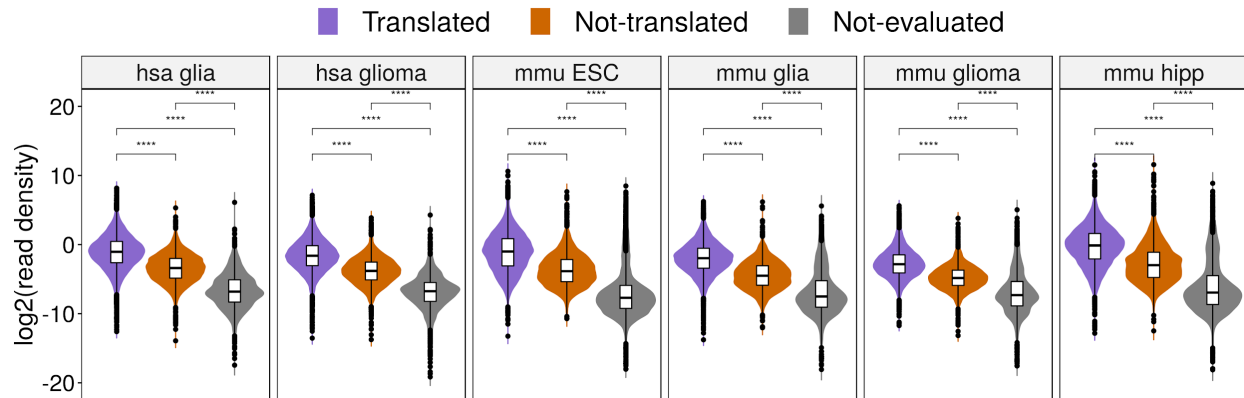 Translated Not-translated Not-evaluated
hsa glia hsa glioma mmu ESC mmu glia mmu glioma mmu hipp
**** **** **** **** **** ****
**** **** **** **** **** ****
**** **** **** **** **** ****
log2(read density)
20
10
0
-10
-20